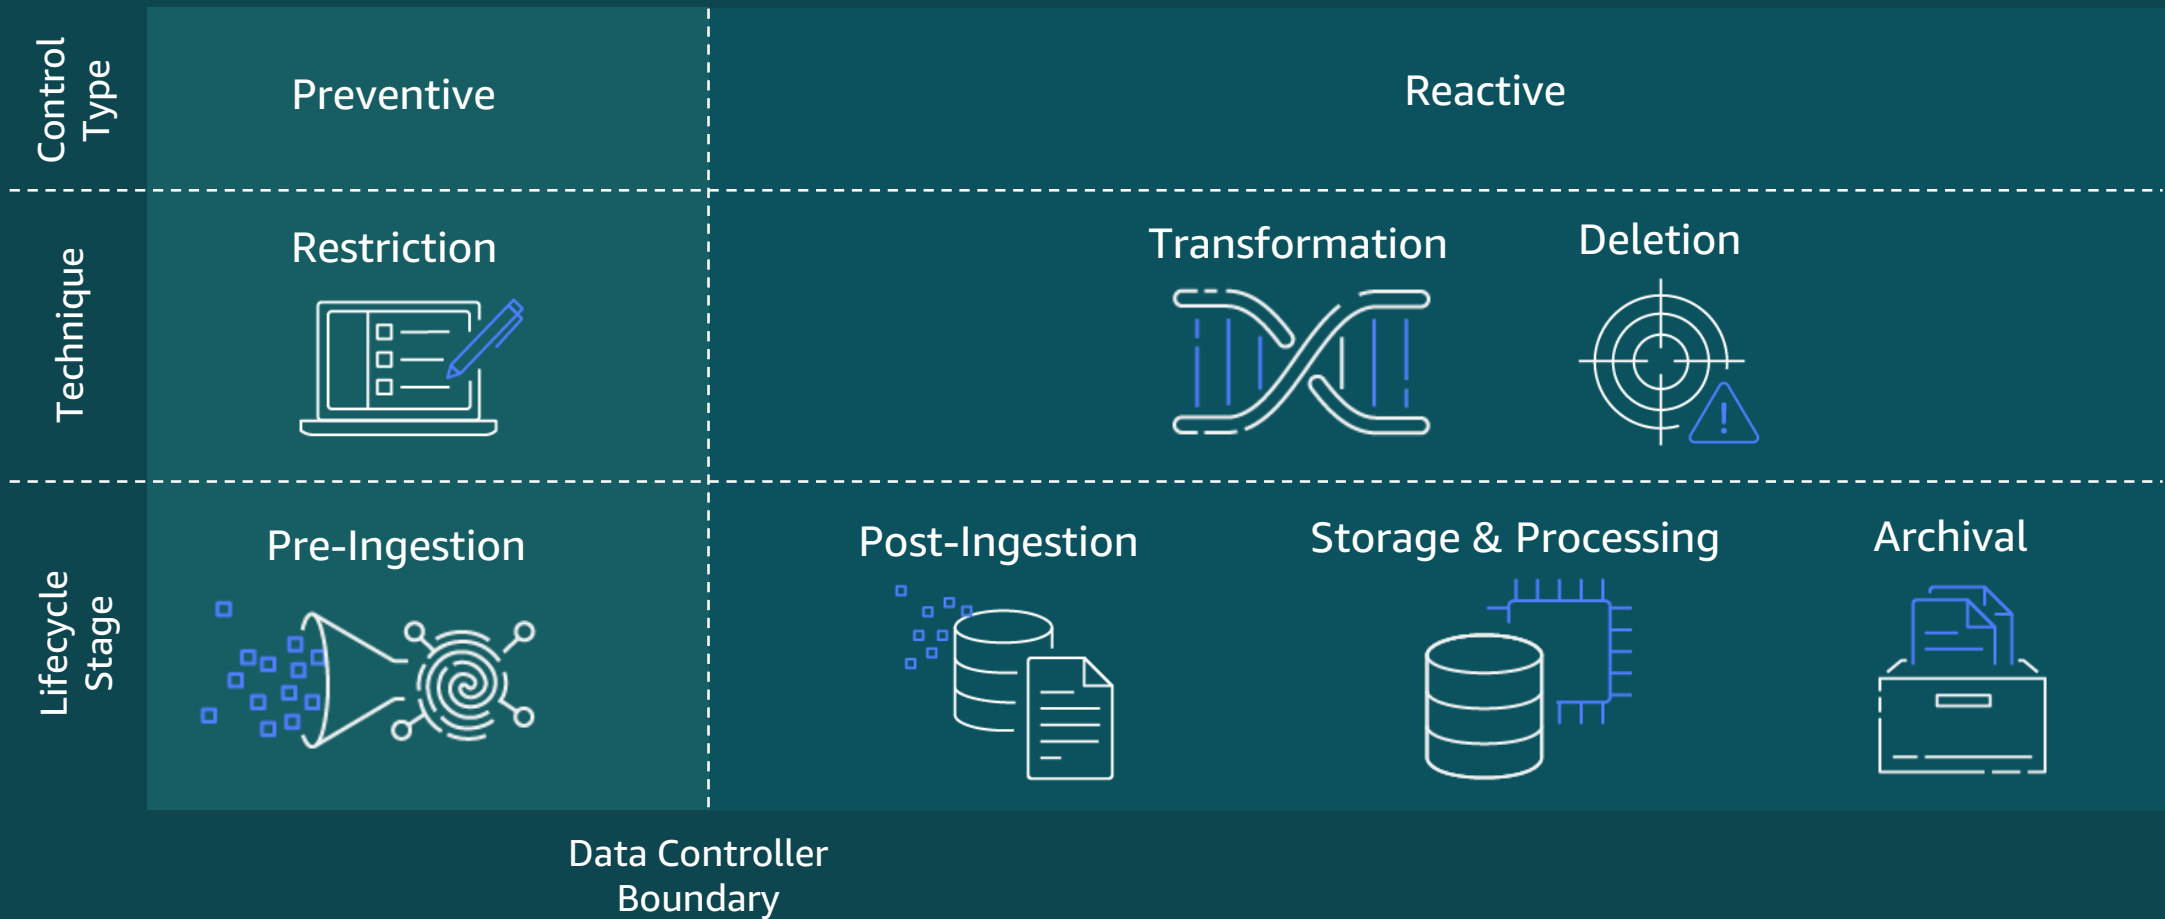 Control
Type
Preventive
Reactive
Technique
Restriction
Transformation
Deletion
Lifecycle
Stage
Pre-Ingestion
Post-Ingestion
Storage & Processing
Archival
Data Controller
Boundary